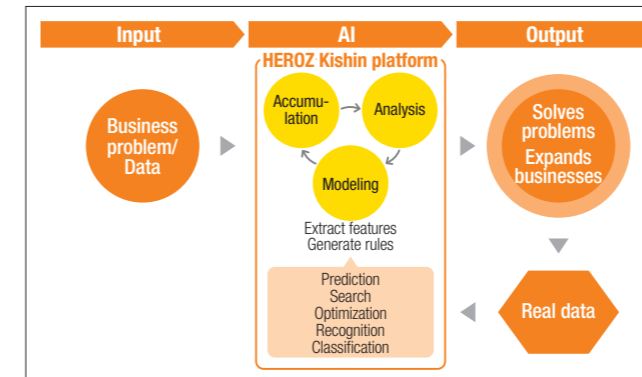 Input
AI
Output
HEROZ Kishin platform
Business
problem/
Data
Accumu-
lation
Analysis
Modeling
Extract features
Generate rules
Prediction
Search
Optimization
Recognition
Classification
Solves
problems
Expands
businesses
Real data